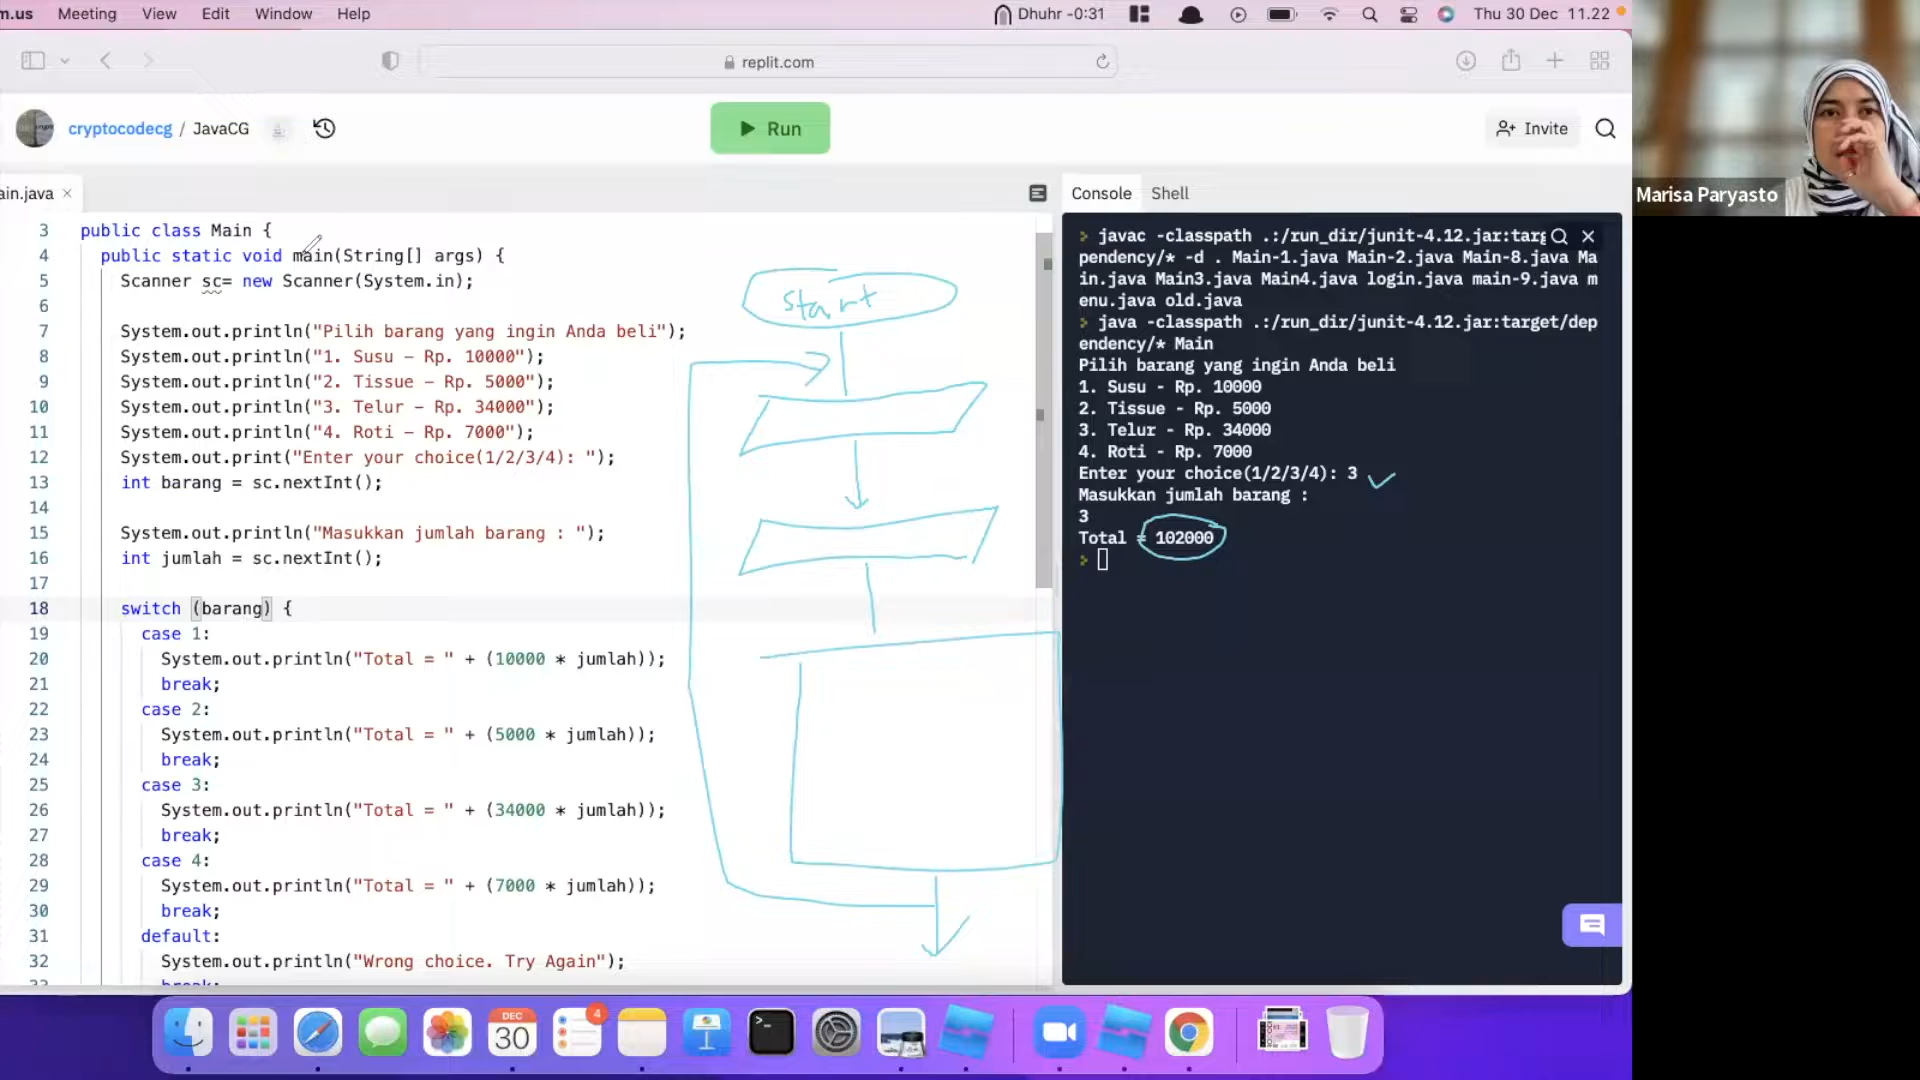 m.us Meeting View Edit Window Help Dhuhr -0:31 Thu 30 Dec 11.22
replit.com
cryptocodecg / JavaCG Run Invite
ain.java × Console Shell
3 public class Main {
4 public static void main(String[] args) {
5 Scanner sc= new Scanner(System.in);
6
7 System.out.println("Pilih barang yang ingin Anda beli");
8 System.out.println("1. Susu – Rp. 10000");
9 System.out.println("2. Tissue – Rp. 5000");
10 System.out.println("3. Telur – Rp. 34000");
11 System.out.println("4. Roti – Rp. 7000");
12 System.out.print("Enter your choice(1/2/3/4): ");
13 int barang = sc.nextInt();
14
15 System.out.println("Masukkan jumlah barang : ");
16 int jumlah = sc.nextInt();
17
18 switch (barang) {
19 case 1:
20 System.out.println("Total = " + (10000 * jumlah));
21 break;
22 case 2:
23 System.out.println("Total = " + (5000 * jumlah));
24 break;
25 case 3:
26 System.out.println("Total = " + (34000 * jumlah));
27 break;
28 case 4:
29 System.out.println("Total = " + (7000 * jumlah));
30 break;
31 default:
32 System.out.println("Wrong choice. Try Again");
start
> javac -classpath .:/run_dir/junit-4.12.jar:targ
pendency/* -d . Main-1.java Main-2.java Main-8.java Ma
in.java Main3.java Main4.java login.java main-9.java m
enu.java old.java
> java -classpath .:/run_dir/junit-4.12.jar:target/dep
endency/* Main
Pilih barang yang ingin Anda beli
1. Susu - Rp. 10000
2. Tissue - Rp. 5000
3. Telur - Rp. 34000
4. Roti - Rp. 7000
Enter your choice(1/2/3/4): 3
Masukkan jumlah barang :
3
Total = 102000
>
Marisa Paryasto
DEC
30
4